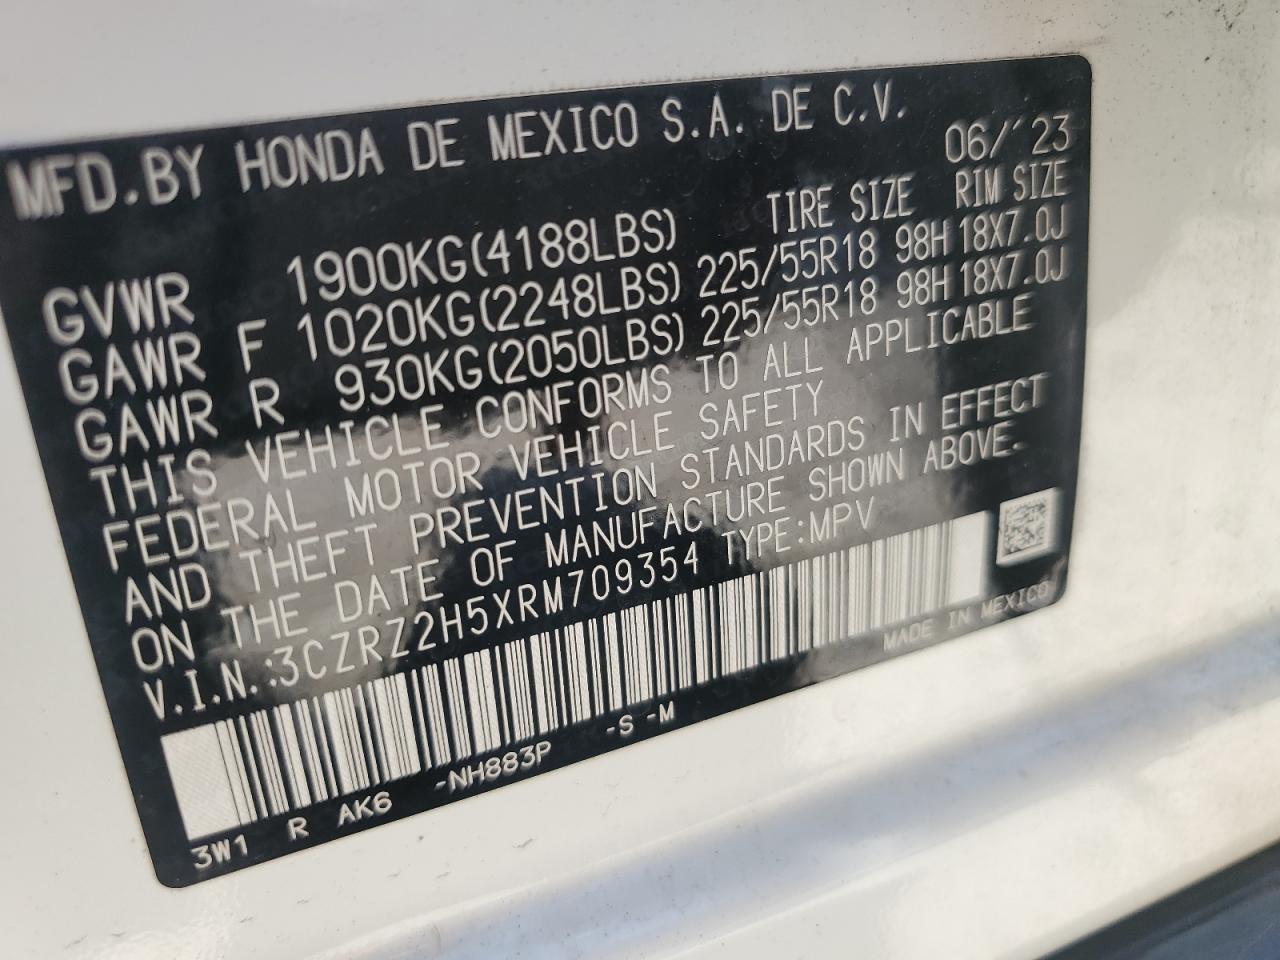 MFD.BY HONDA DE MEXICO S.A. DE C.V.
06/'23
TIRE SIZE RIM SIZE
GVWR 1900KG(4188LBS)
GAWR F 1020KG(2248LBS) 225/55R18 98H 18X7.0J
GAWR R 930KG(2050LBS) 225/55R18 98H 18X7.0J
THIS VEHICLE CONFORMS TO ALL APPLICABLE
FEDERAL MOTOR VEHICLE SAFETY
AND THEFT PREVENTION STANDARDS IN EFFECT
ON THE DATE OF MANUFACTURE SHOWN ABOVE.
V.I.N.:3CZRZ2H5XRM709354 TYPE:MPV
3W1 R AK6 -NH883P -S -M
MADE IN MEXICO